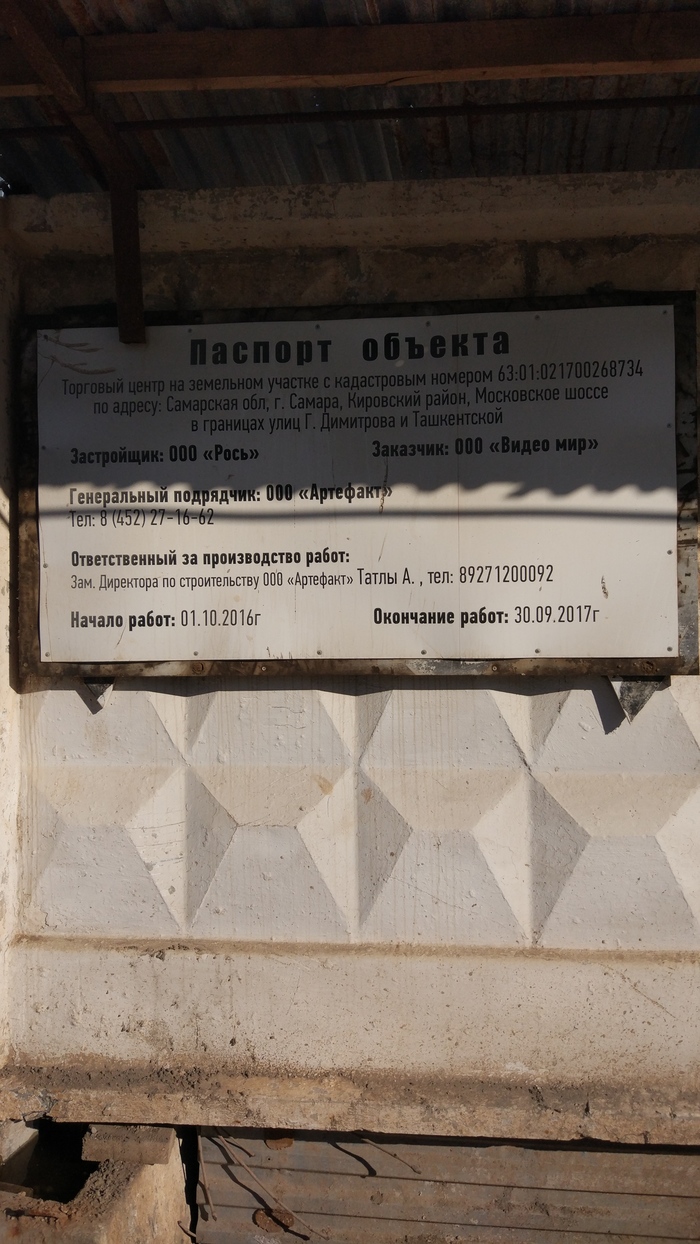 Паспорт объекта
Торговый центр на земельном участке с кадастровым номером 63:01:021700268734
по адресу: Самарская обл, г. Самара, Кировский район, Московское шоссе
в границах улиц Г. Димитрова и Ташкентской
Застройщик: ООО «Рось» Заказчик: ООО «Видео мир»
Генеральный подрядчик: ООО «Артефакт»
Тел: 8 (452) 27-16-62
Ответственный за производство работ:
Зам. Директора по строительству ООО «Артефакт» Татлы А. , тел: 89271200092
Начало работ: 01.10.2016г Окончание работ: 30.09.2017г